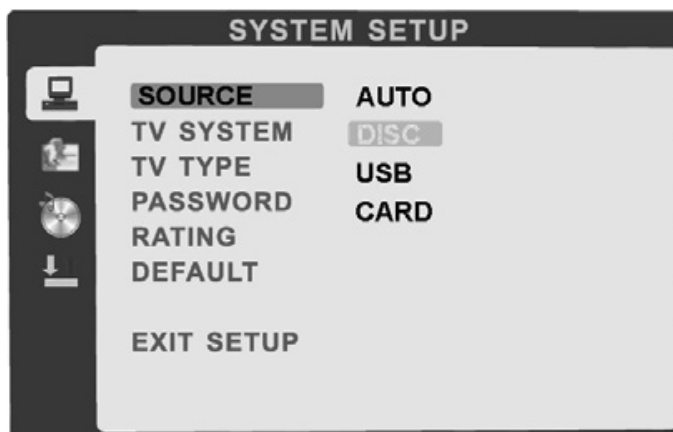 SYSTEM SETUP
SOURCE
TV SYSTEM
TV TYPE
PASSWORD
RATING
DEFAULT
EXIT SETUP
AUTO
DISC
USB
CARD